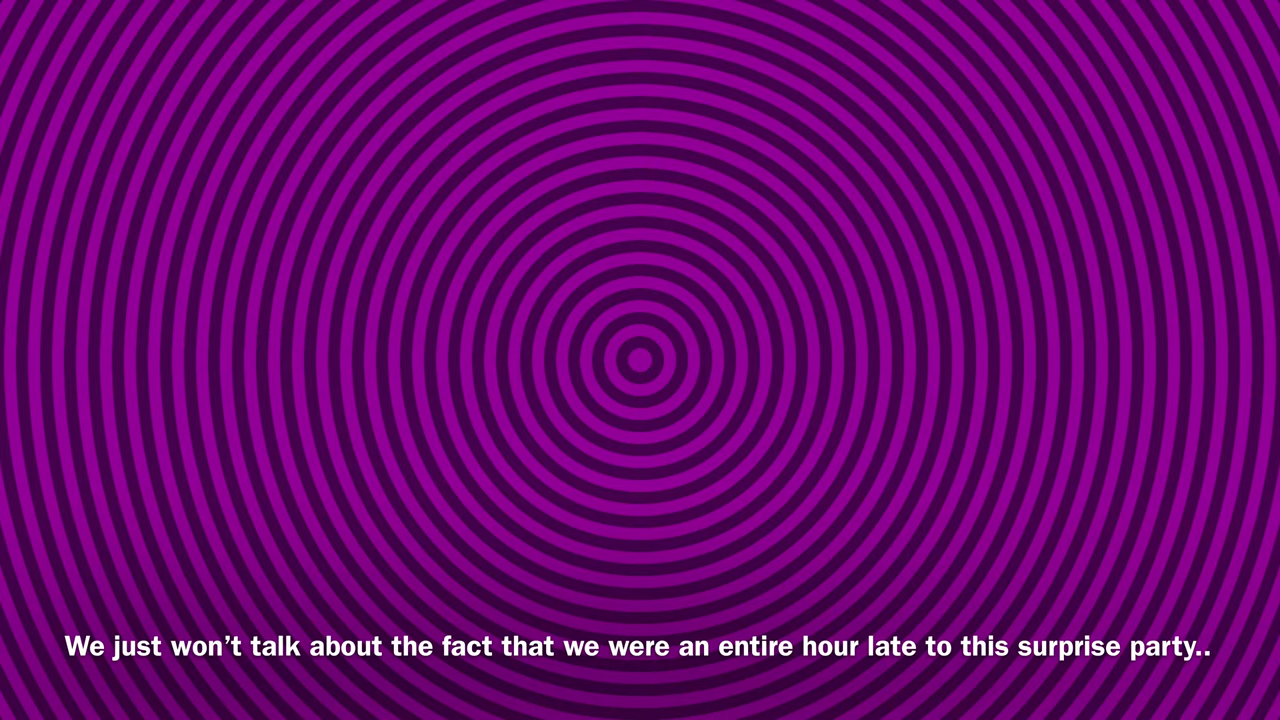 We just won’t talk about the fact that we were an entire hour late to this surprise party..